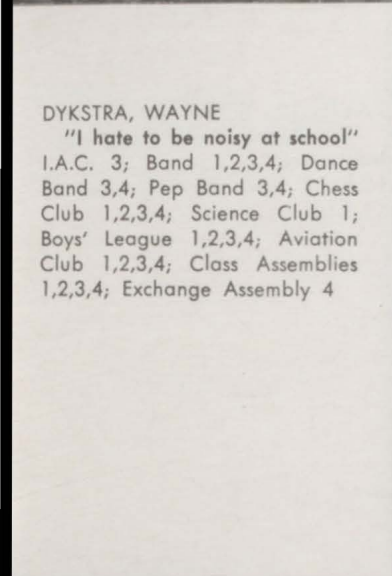 DYKSTRA, WAYNE
"I hate to be noisy at school"
I.A.C. 3; Band 1,2,3,4; Dance
Band 3,4; Pep Band 3,4; Chess
Club 1,2,3,4; Science Club 1;
Boys' League 1,2,3,4; Aviation
Club 1,2,3,4; Class Assemblies
1,2,3,4; Exchange Assembly 4